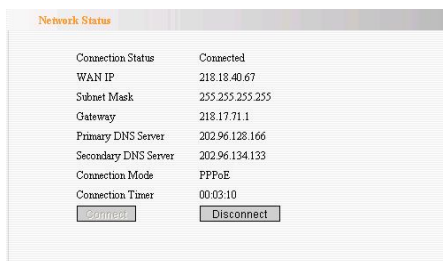 Network Status
Connection Status Connected
WAN IP 218.18.40.67
Subnet Mask 255.255.255.255
Gateway 218.17.71.1
Primary DNS Server 202.96.128.166
Secondary DNS Server 202.96.134.133
Connection Mode PPPoE
Connection Timer 00:03:10
Connect Disconnect